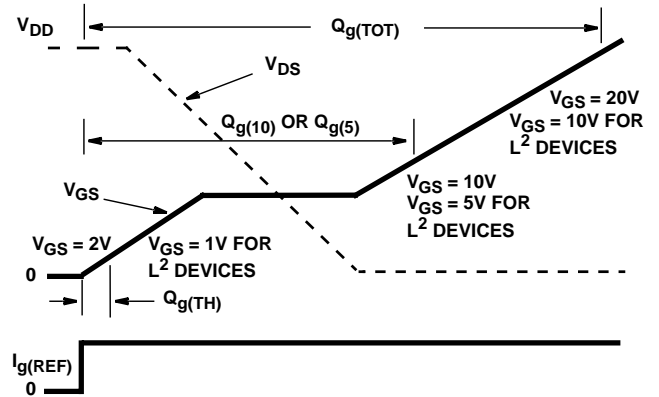 V_DD
Q_g(TOT)
V_DS
V_GS = 20V
V_GS = 10V FOR
L² DEVICES
Q_g(10) OR Q_g(5)
V_GS
V_GS = 10V
V_GS = 5V FOR
L² DEVICES
V_GS = 2V
V_GS = 1V FOR
L² DEVICES
0
Q_g(TH)
I_g(REF)
0